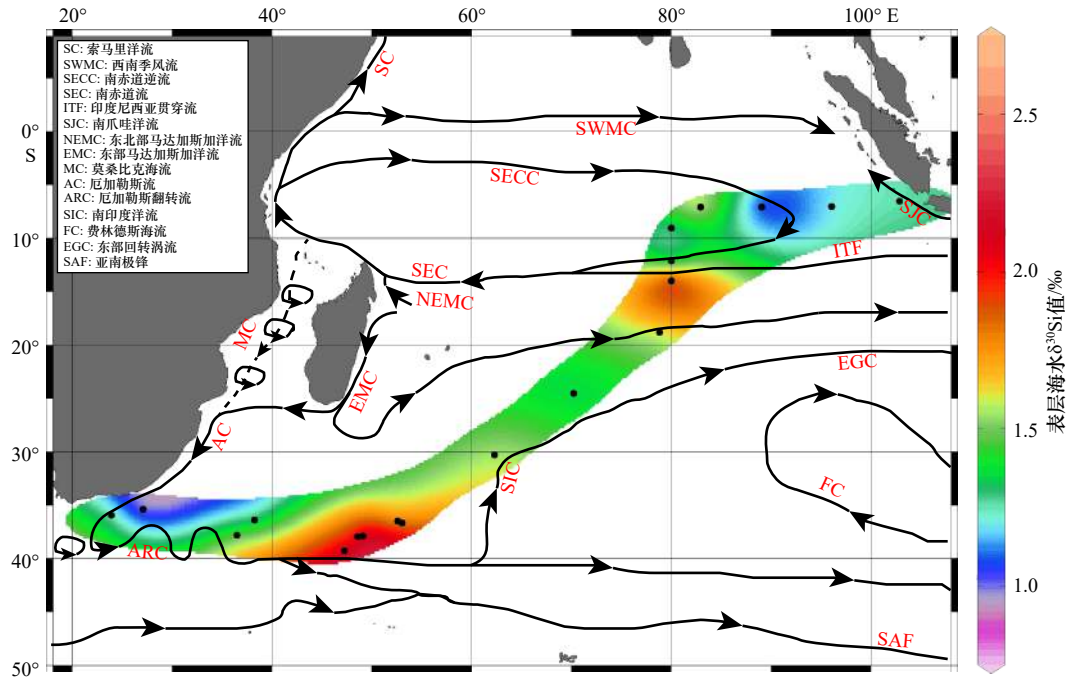 20° 40° 60° 80° 100° E
SC: 索马里洋流
SWMC: 西南季风流
SECC: 南赤道逆流
SEC: 南赤道流
ITF: 印度尼西亚贯穿流
SJC: 南爪哇洋流
NEMC: 东北部马达加斯加洋流
EMC: 东部马达加斯加洋流
MC: 莫桑比克海流
AC: 厄加勒斯流
ARC: 厄加勒斯翻转流
SIC: 南印度洋流
FC: 费林德斯海流
EGC: 东部回转涡流
SAF: 亚南极锋
0°
S
10°
20°
30°
40°
50°
SC
SWMC
SECC
SJC
ITF
SEC
NEMC
MC
EMC
EGC
AC
SIC
FC
ARC
SAF
2.5
2.0
1.5
1.0
表层海水δ³⁰Si值/‰